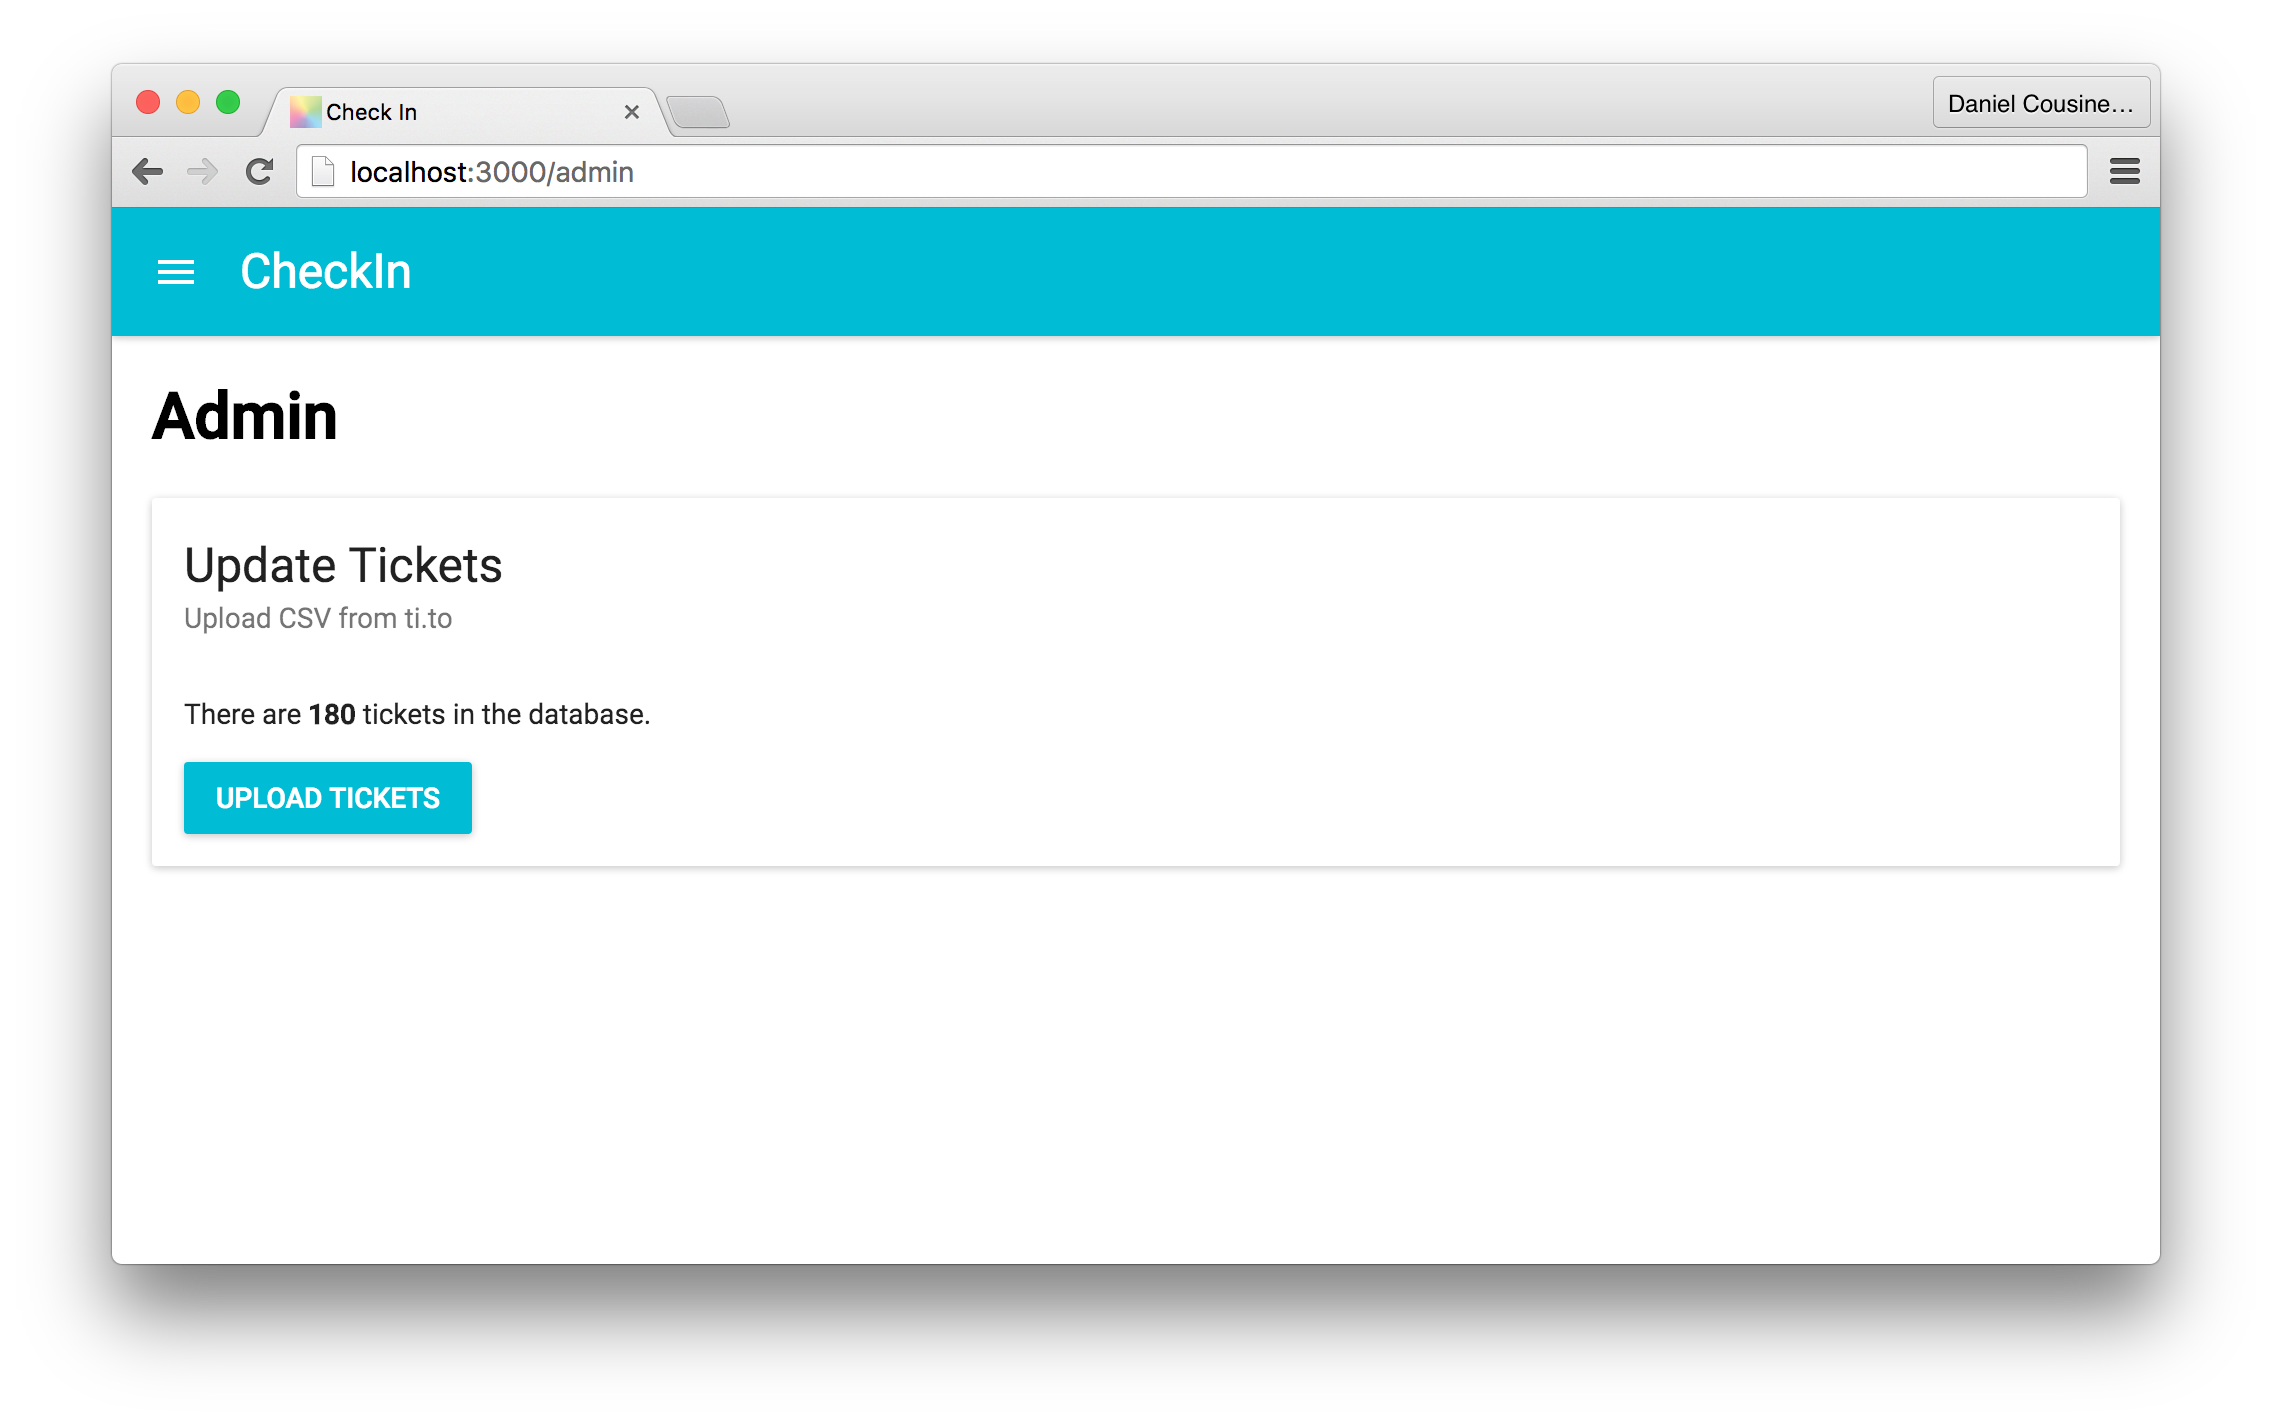 Check In
Daniel Cousine…
localhost:3000/admin
CheckIn
Admin
Update Tickets
Upload CSV from ti.to
There are 180 tickets in the database.
UPLOAD TICKETS